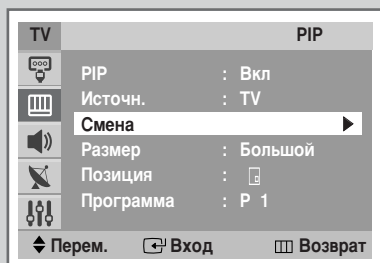 TV PIP
PIP : Вкл
Источн. : TV
Смена
Размер : Большой
Позиция :
Программа : P 1
Перем. Вход Возврат